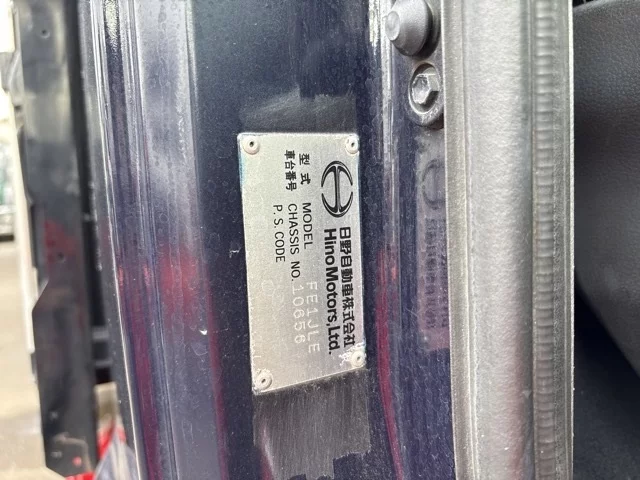 日野自動車株式会社
HinoMotors,Ltd.
型式 MODEL FE1JLE
車台番号 CHASSIS NO. 10656
P.S.CODE